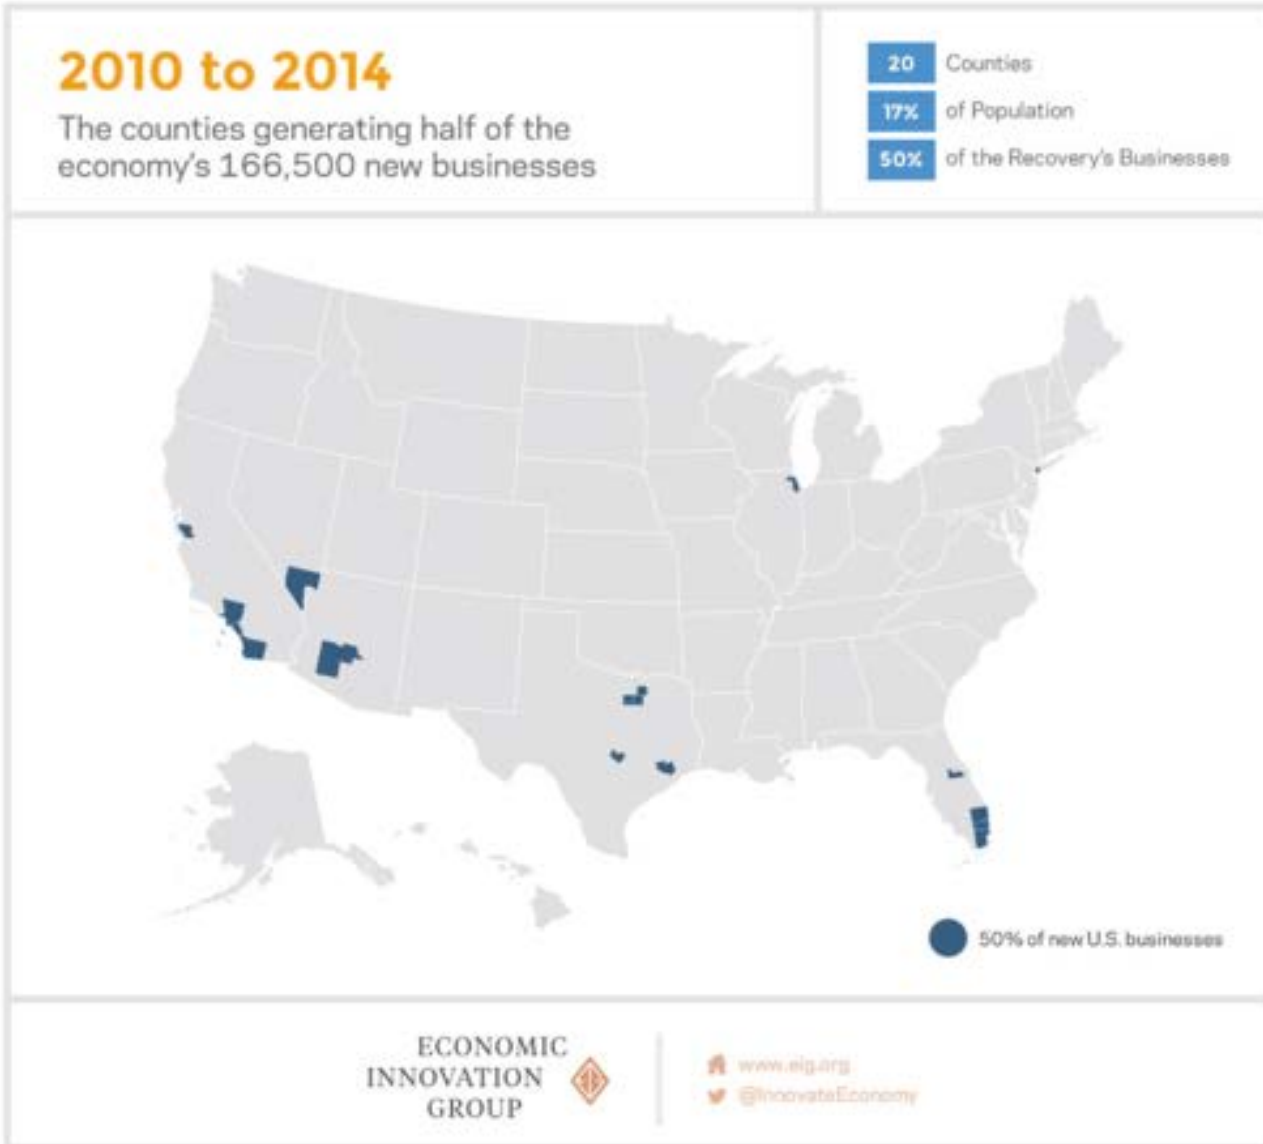 2010 to 2014
The counties generating half of the
economy's 166,500 new businesses
20 Counties
17% of Population
50% of the Recovery's Businesses
50% of new U.S. businesses
ECONOMIC
INNOVATION
GROUP
www.eig.org
@InnovateEconomy